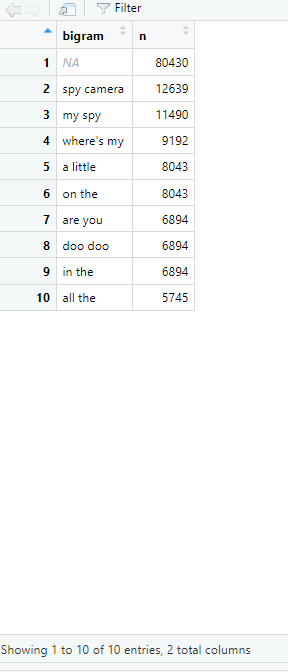 Filter
bigram n
1 NA 80430
2 spy camera 12639
3 my spy 11490
4 where's my 9192
5 a little 8043
6 on the 8043
7 are you 6894
8 doo doo 6894
9 in the 6894
10 all the 5745
Showing 1 to 10 of 10 entries, 2 total columns